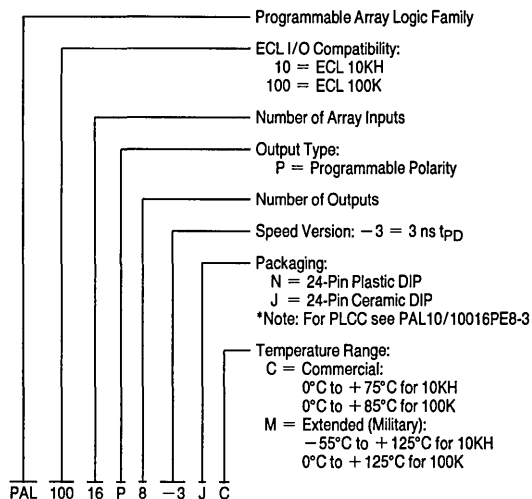 Programmable Array Logic Family
ECL I/O Compatibility:
10 = ECL 10KH
100 = ECL 100K
Number of Array Inputs
Output Type:
P = Programmable Polarity
Number of Outputs
Speed Version: −3 = 3 ns tPD
Packaging:
N = 24-Pin Plastic DIP
J = 24-Pin Ceramic DIP
*Note: For PLCC see PAL10/10016PE8-3
Temperature Range:
C = Commercial:
0°C to +75°C for 10KH
0°C to +85°C for 100K
M = Extended (Military):
−55°C to +125°C for 10KH
0°C to +125°C for 100K
PAL 100 16 P 8 −3 J C